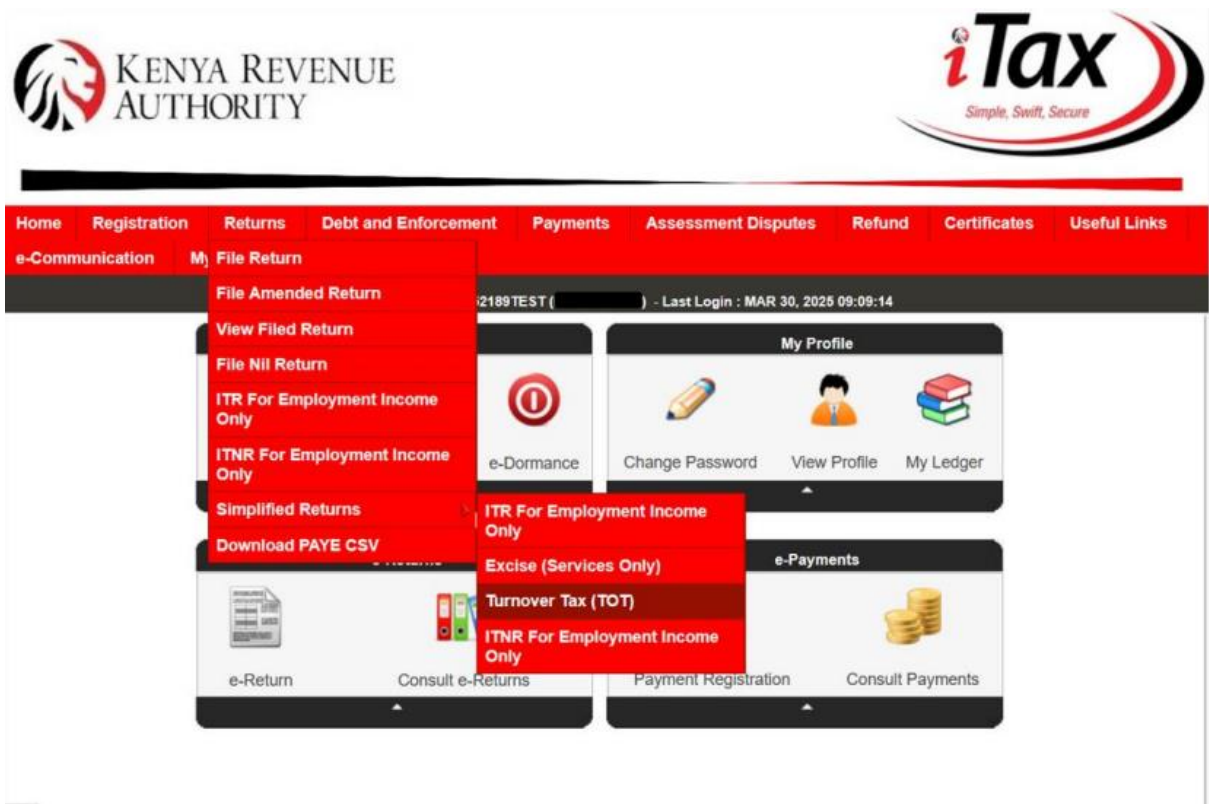 KENYA REVENUE
AUTHORITY
iTax
Simple, Swift, Secure
Home Registration Returns Debt and Enforcement Payments Assessment Disputes Refund Certificates Useful Links
e-Communication
File Return
File Amended Return
2189TEST ( ) - Last Login : MAR 30, 2025 09:09:14
View Filed Return
My Profile
File Nil Return
ITR For Employment Income
Only
ITNR For Employment Income
Only
e-Dormance Change Password View Profile My Ledger
Simplified Returns
ITR For Employment Income
Only
Download PAYE CSV
e-Payments
Excise (Services Only)
Turnover Tax (TOT)
ITNR For Employment Income
Only
e-Return Consult e-Returns Payment Registration Consult Payments